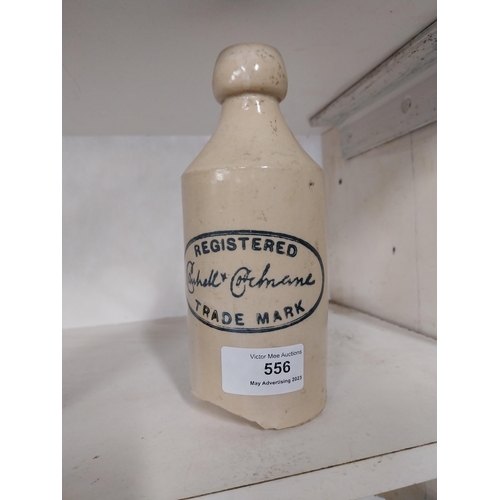 REGISTERED
Cantrell & Cochrane
TRADE MARK
Victor Mee Auctions
556
May Advertising 2023